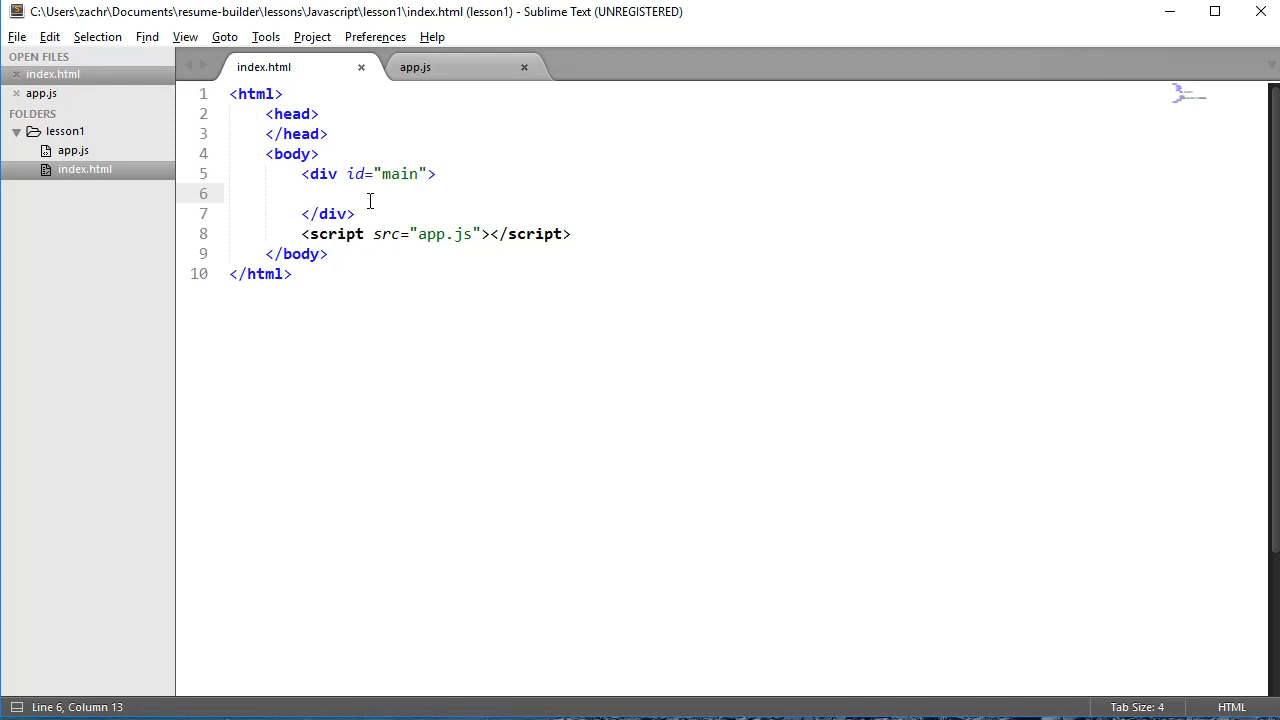 C:\Users\zachr\Documents\resume-builder\lessons\Javascript\lesson1\index.html (lesson1) - Sublime Text (UNREGISTERED)
File Edit Selection Find View Goto Tools Project Preferences Help
OPEN FILES
index.html
app.js
FOLDERS
lesson1
app.js
index.html
index.html app.js
1 <html>
2 <head>
3 </head>
4 <body>
5 <div id="main">
6
7 </div>
8 <script src="app.js"></script>
9 </body>
10 </html>
Line 6, Column 13 Tab Size: 4 HTML